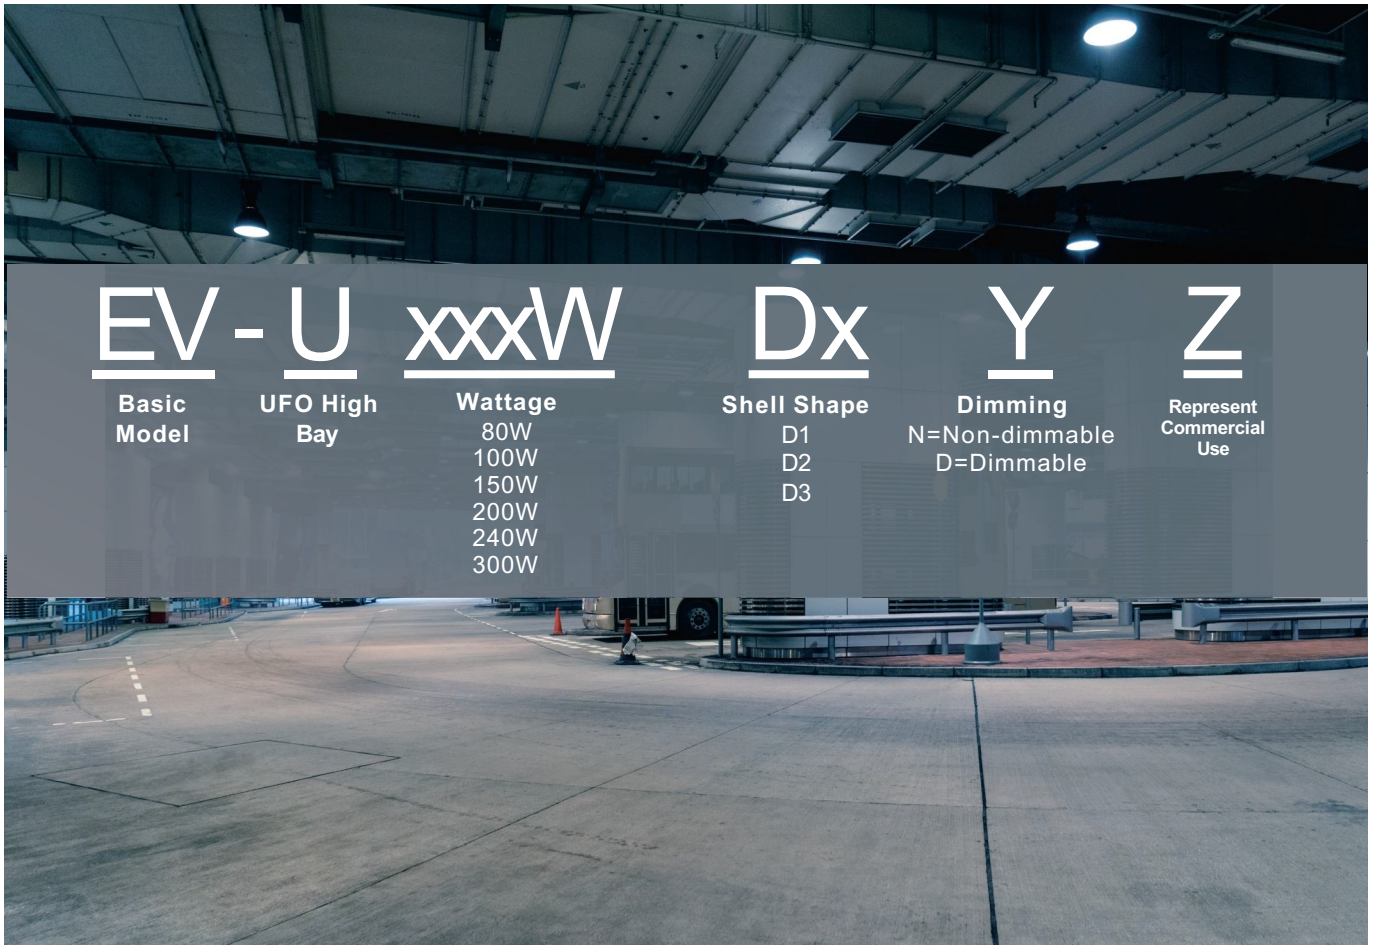 EV - U xxxW Dx Y Z
Basic
Model
UFO High
Bay
Wattage
80W
100W
150W
200W
240W
300W
Shell Shape
D1
D2
D3
Dimming
N=Non-dimmable
D=Dimmable
Represent
Commercial
Use